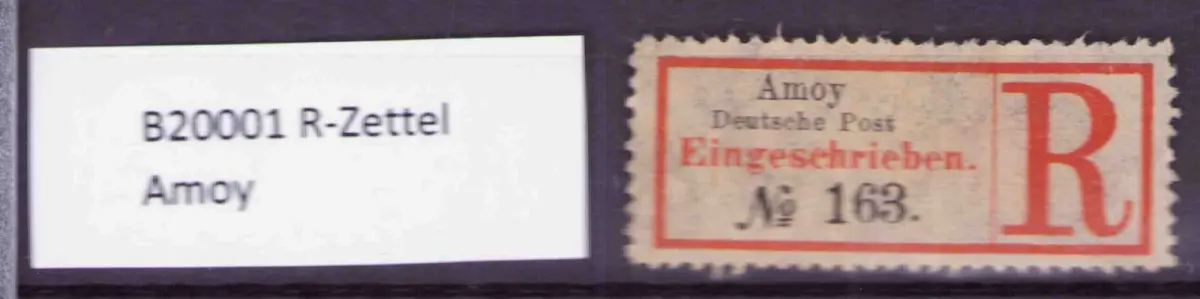 B20001 R-Zettel
Amoy
Amoy
Deutsche Post
Eingeschrieben.
№ 163.
R